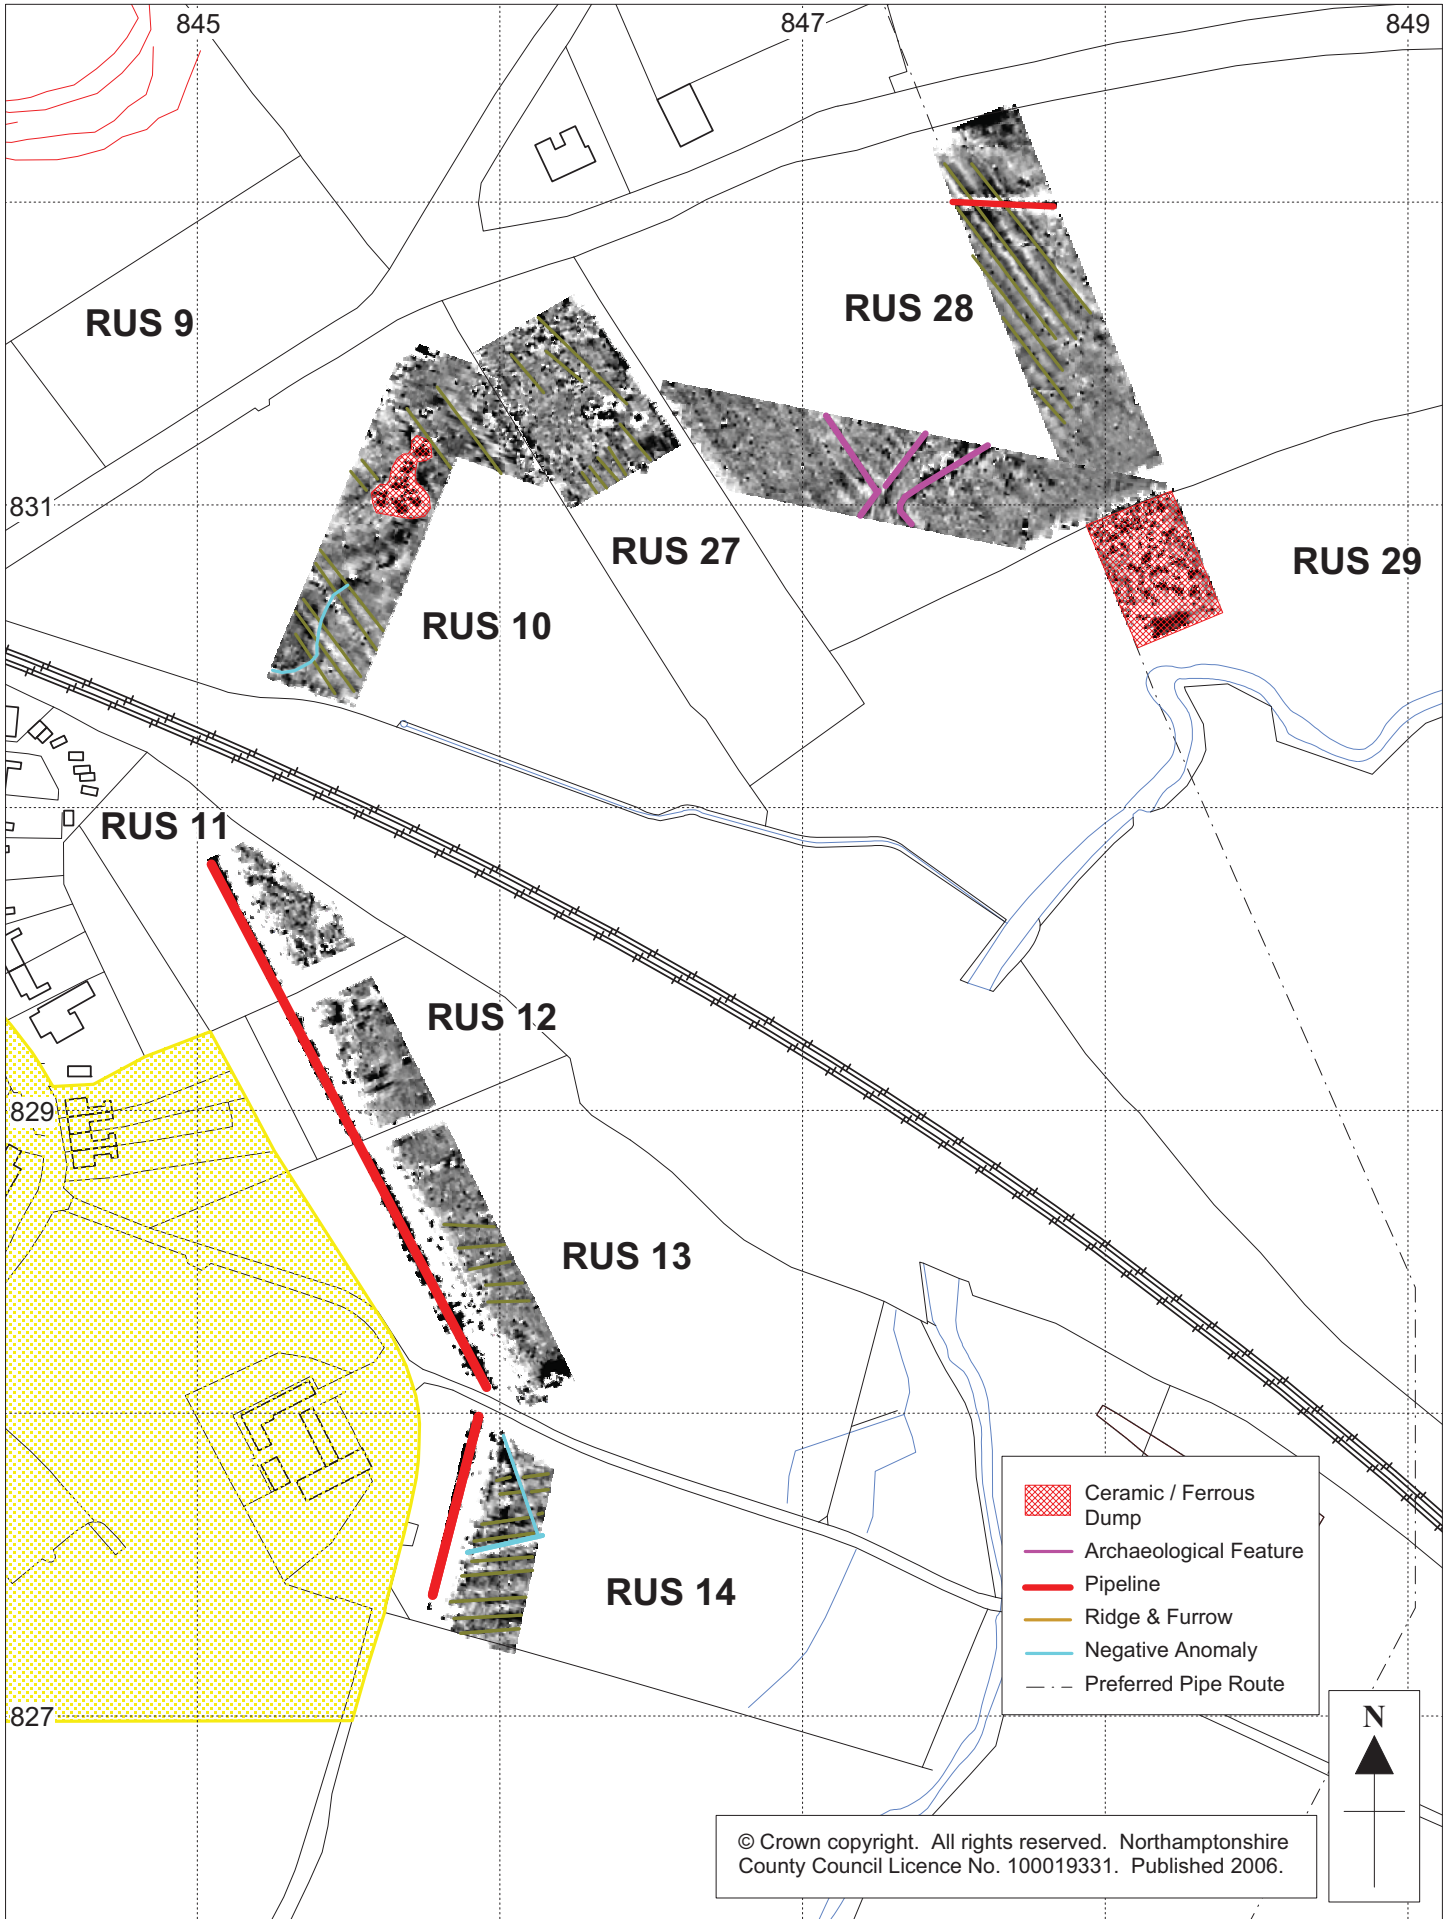 845
847
849
RUS 9
RUS 28
831
RUS 27
RUS 29
RUS 10
RUS 11
RUS 12
829
RUS 13
RUS 14
Ceramic / Ferrous
Dump
Archaeological Feature
Pipeline
Ridge & Furrow
Negative Anomaly
Preferred Pipe Route
827
N
© Crown copyright. All rights reserved. Northamptonshire
County Council Licence No. 100019331. Published 2006.